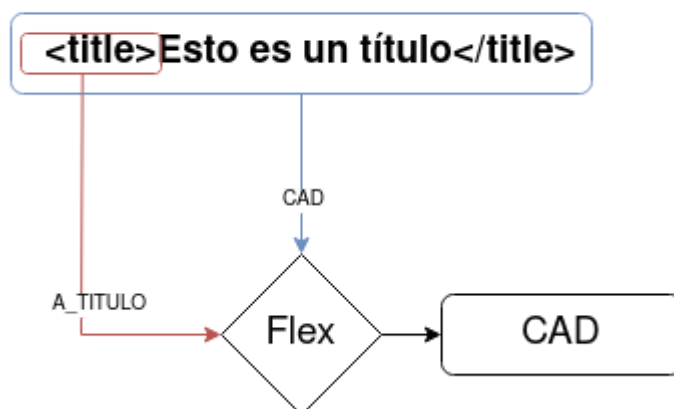 <title>Esto es un título</title>
CAD
A_TITULO
Flex
CAD